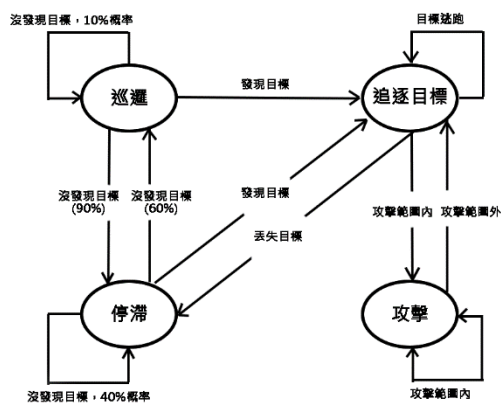 沒發現目標，10%概率
目標逃跑
巡邏
發現目標
追逐目標
沒發現目標
(90%)
沒發現目標
(60%)
發現目標
攻擊範圍內
攻擊範圍外
丟失目標
停滯
攻擊
沒發現目標，40%概率
攻擊範圍內